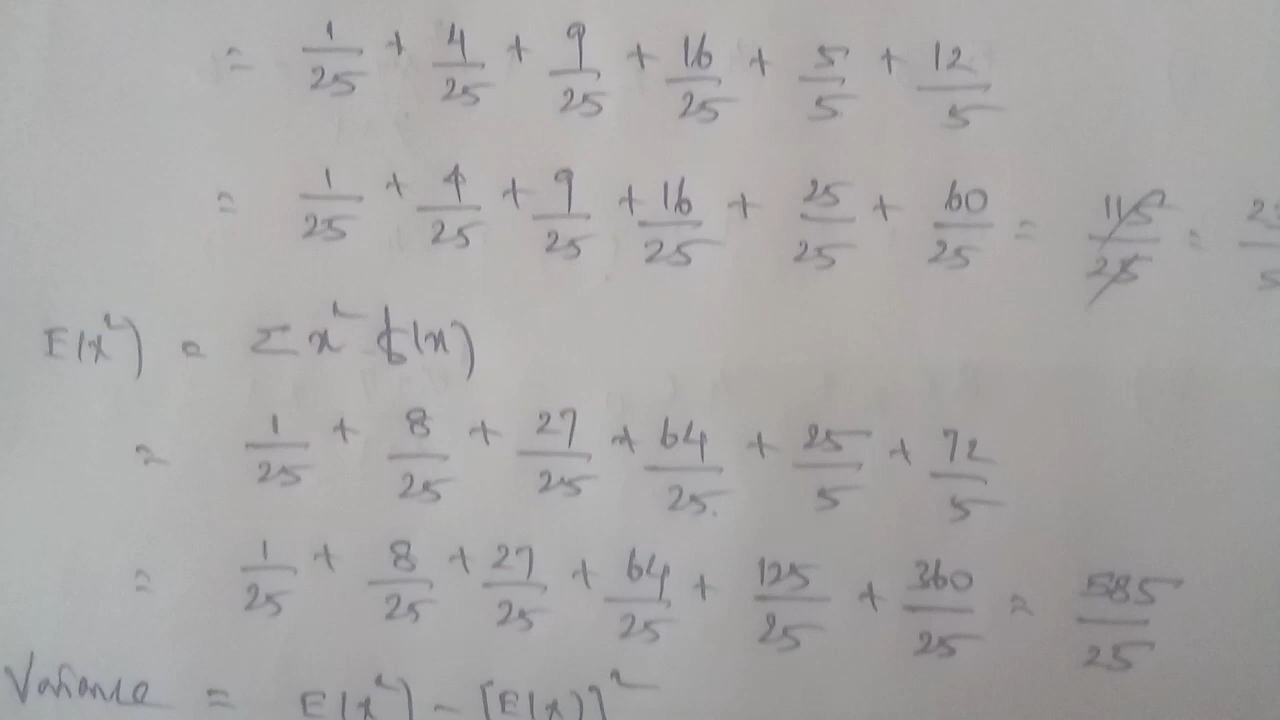 = 1/25 + 4/25 + 9/25 + 16/25 + 5/5 + 12/5
= 1/25 + 4/25 + 9/25 + 16/25 + 25/25 + 60/25 = 115/25 =
E(x²) = Σ x² f(x)
= 1/25 + 8/25 + 27/25 + 64/25 + 25/5 + 72/5
= 1/25 + 8/25 + 27/25 + 64/25 + 125/25 + 360/25 = 585/25
Variance = E(x²) - [E(x)]²